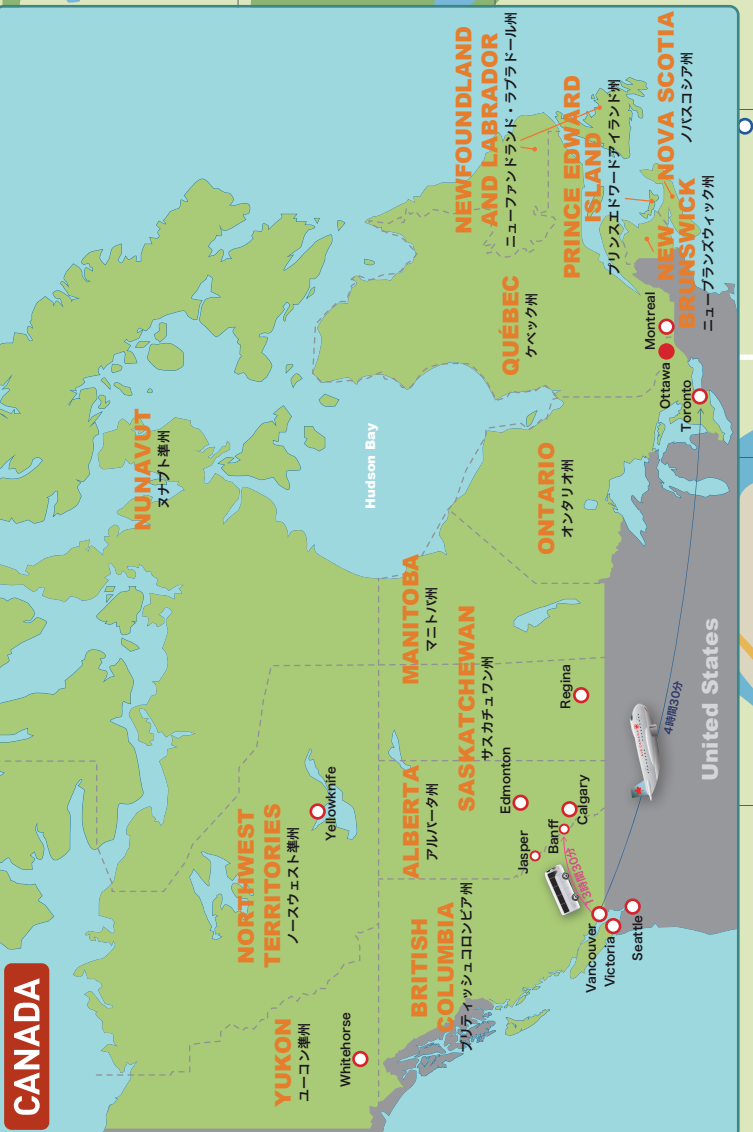 CANADA
YUKON
ユーコン準州
Whitehorse
NORTHWEST
TERRITORIES
ノースウェスト準州
Yellowknife
NUNAVUT
ヌナブト準州
Hudson Bay
BRITISH
COLUMBIA
ブリティッシュコロンビア州
ALBERTA
アルバータ州
SASKATCHEWAN
サスカチュワン州
MANITOBA
マニトバ州
ONTARIO
オンタリオ州
QUÉBEC
ケベック州
NEWFOUNDLAND
AND LABRADOR
ニューファンドランド・ラブラドール州
PRINCE EDWARD
ISLAND
プリンスエドワードアイランド州
NEW
BRUNSWICK
ニューブランズウィック州
NOVA SCOTIA
ノバスコシア州
Jasper
Edmonton
Banff
Calgary
Regina
Vancouver
Victoria
Seattle
13時間30分
4時間30分
United States
Toronto
Ottawa
Montreal